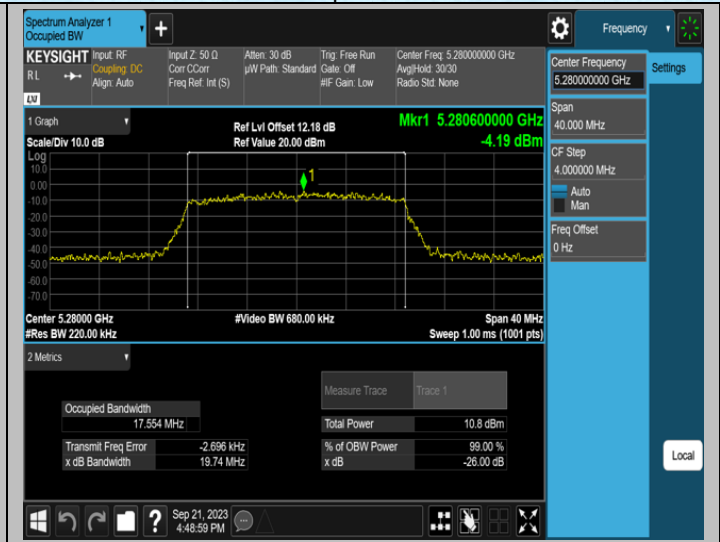 Spectrum Analyzer 1
Occupied BW
Frequency
KEYSIGHT
RL
LXI
Input: RF
Coupling: DC
Align: Auto
Input Z: 50 Ω
Corr CCorr
Freq Ref: Int (S)
Atten: 30 dB
µW Path: Standard
Trig: Free Run
Gate: Off
#IF Gain: Low
Center Freq: 5.280000000 GHz
Avg|Hold: 30/30
Radio Std: None
Center Frequency
5.280000000 GHz
Settings
Span
40.000 MHz
CF Step
4.000000 MHz
Auto
Man
Freq Offset
0 Hz
Local
1 Graph
Scale/Div 10.0 dB
Ref Lvl Offset 12.18 dB
Ref Value 20.00 dBm
Mkr1 5.280600000 GHz
-4.19 dBm
Log
10.0
0.00
-10.0
-20.0
-30.0
-40.0
-50.0
-60.0
-70.0
1
Center 5.28000 GHz
#Res BW 220.00 kHz
#Video BW 680.00 kHz
Span 40 MHz
Sweep 1.00 ms (1001 pts)
2 Metrics
Measure Trace
Trace 1
Occupied Bandwidth
17.554 MHz
Total Power
10.8 dBm
Transmit Freq Error
-2.696 kHz
% of OBW Power
99.00 %
x dB Bandwidth
19.74 MHz
x dB
-26.00 dB
?
Sep 21, 2023
4:48:59 PM